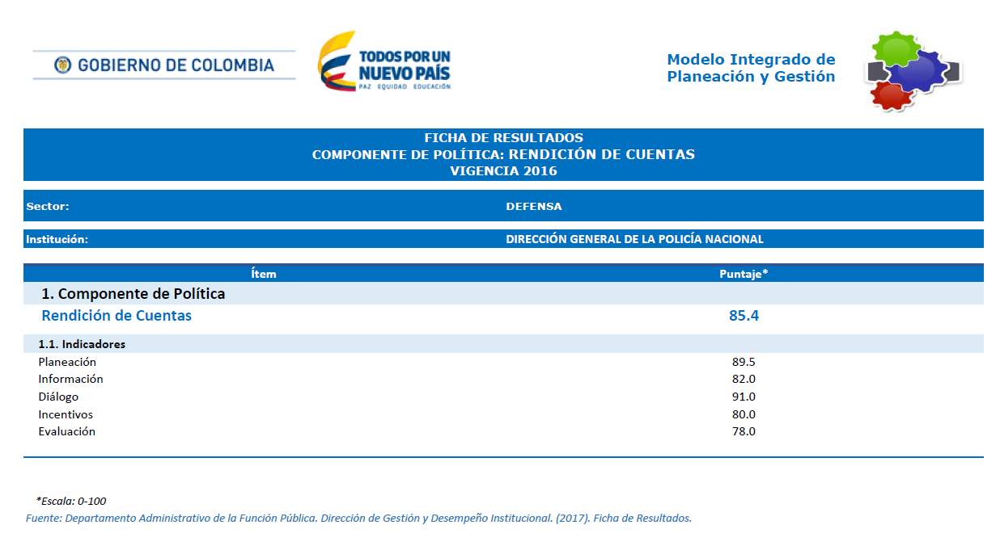 GOBIERNO DE COLOMBIA
TODOS POR UN
NUEVO PAÍS
PAZ EQUIDAD EDUCACIÓN
Modelo Integrado de
Planeación y Gestión
FICHA DE RESULTADOS
COMPONENTE DE POLÍTICA: RENDICIÓN DE CUENTAS
VIGENCIA 2016
Sector: DEFENSA
Institución: DIRECCIÓN GENERAL DE LA POLICÍA NACIONAL
Ítem Puntaje*
1. Componente de Política
Rendición de Cuentas 85.4
1.1. Indicadores
Planeación 89.5
Información 82.0
Diálogo 91.0
Incentivos 80.0
Evaluación 78.0
*Escala: 0-100
Fuente: Departamento Administrativo de la Función Pública. Dirección de Gestión y Desempeño Institucional. (2017). Ficha de Resultados.